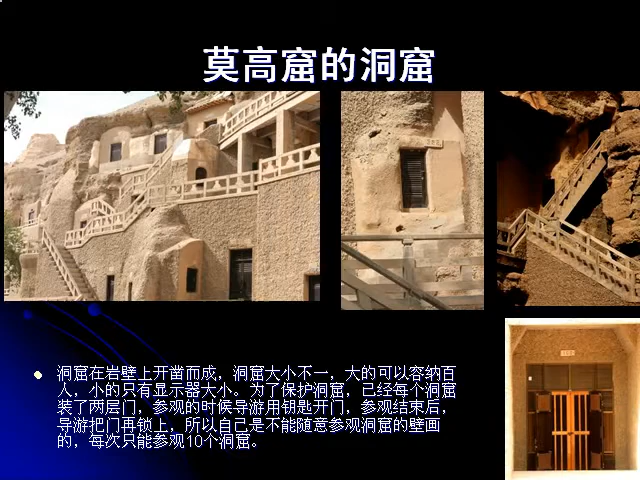 莫高窟的洞窟
洞窟在岩壁上开凿而成，洞窟大小不一，大的可以容纳百
人，小的只有显示器大小。为了保护洞窟，已经每个洞窟
装了两层门，参观的时候导游用钥匙开门，参观结束后，
导游把门再锁上，所以自己是不能随意参观洞窟的壁画
的，每次只能参观10个洞窟。